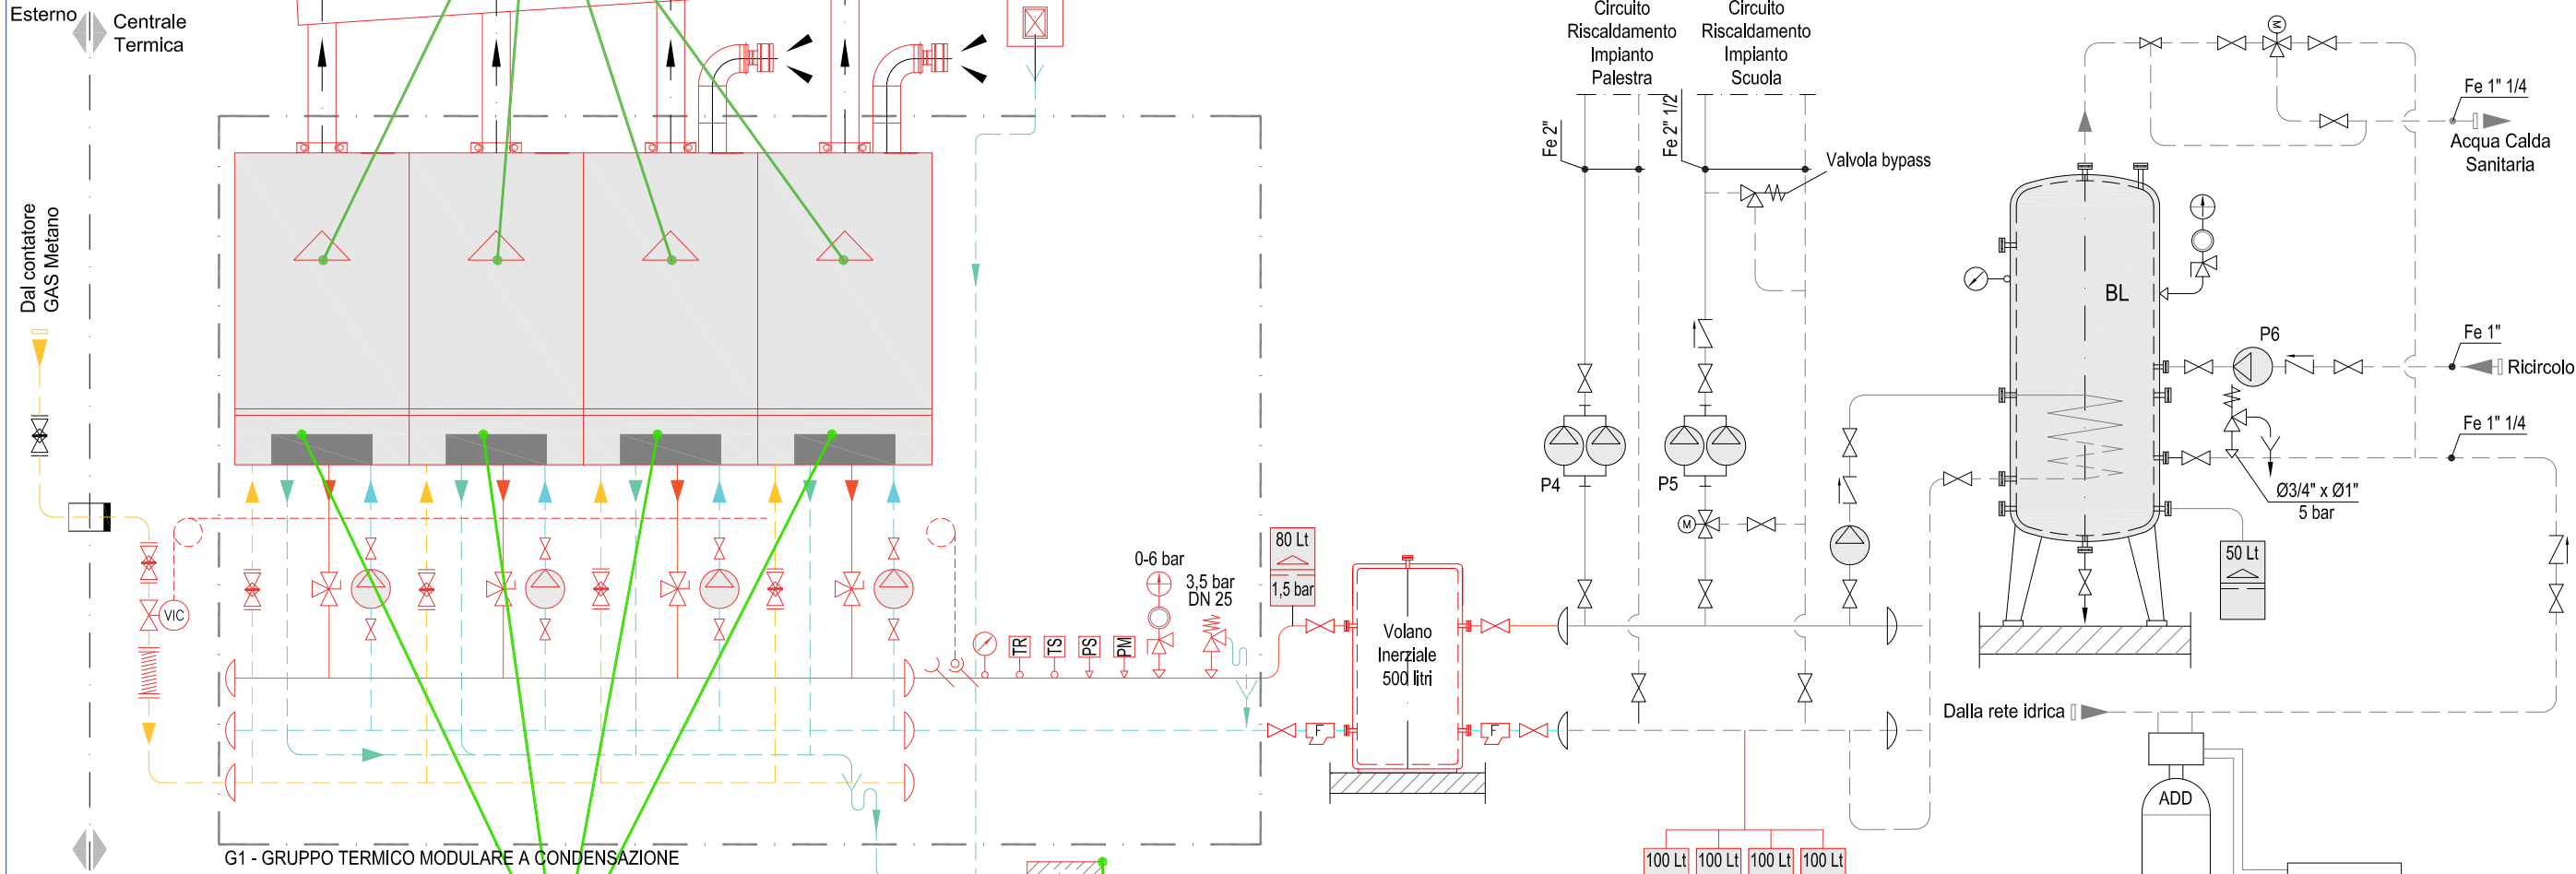 Esterno
Centrale
Termica
Dal contatore
GAS Metano
VIC
G1 - GRUPPO TERMICO MODULARE A CONDENSAZIONE
TR
TS
PS
PM
0-6 bar
3,5 bar
DN 25
80 Lt
1,5 bar
F
Volano
Inerziale
500 litri
F
Circuito
Riscaldamento
Impianto
Palestra
Circuito
Riscaldamento
Impianto
Scuola
Fe 2"
Fe 2" 1/2
Valvola bypass
P4
P5
M
100 Lt
100 Lt
100 Lt
100 Lt
M
Fe 1" 1/4
Acqua Calda
Sanitaria
BL
P6
Fe 1"
Ricircolo
Fe 1" 1/4
Ø3/4" x Ø1"
5 bar
50 Lt
Dalla rete idrica
ADD